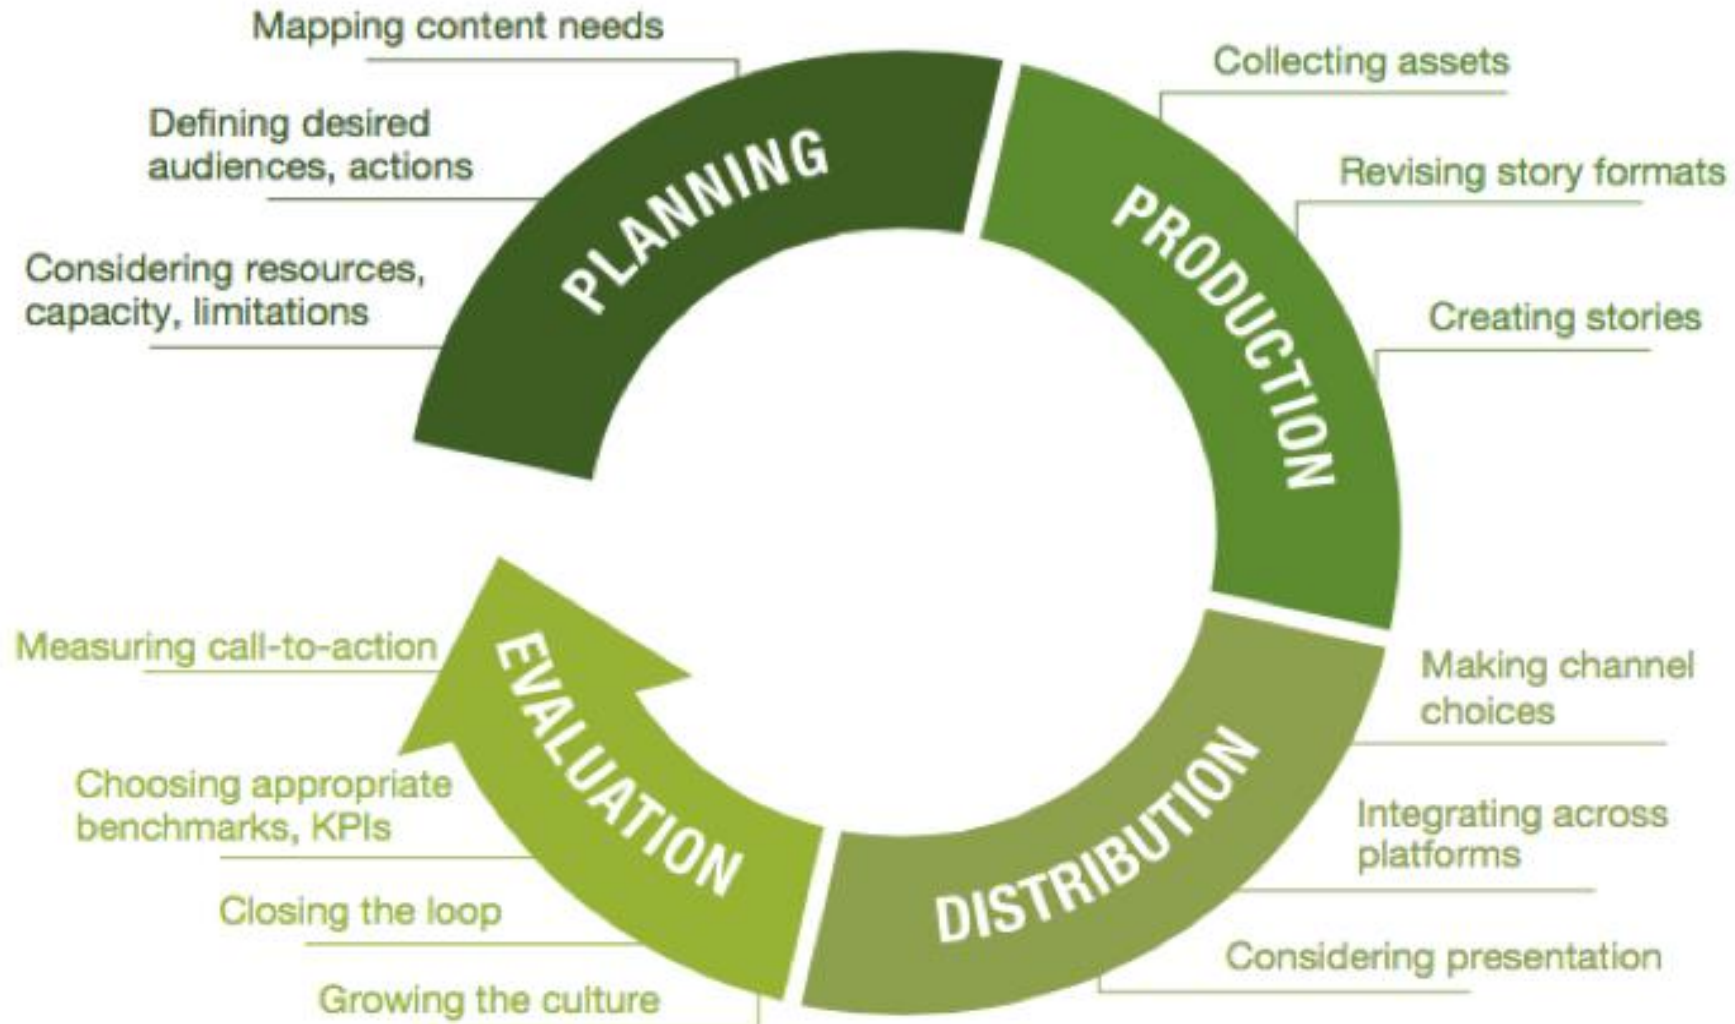 Mapping content needs
Defining desired
audiences, actions
Considering resources,
capacity, limitations
PLANNING
Collecting assets
Revising story formats
Creating stories
PRODUCTION
Making channel
choices
Integrating across
platforms
Considering presentation
DISTRIBUTION
Measuring call-to-action
Choosing appropriate
benchmarks, KPIs
Closing the loop
Growing the culture
EVALUATION